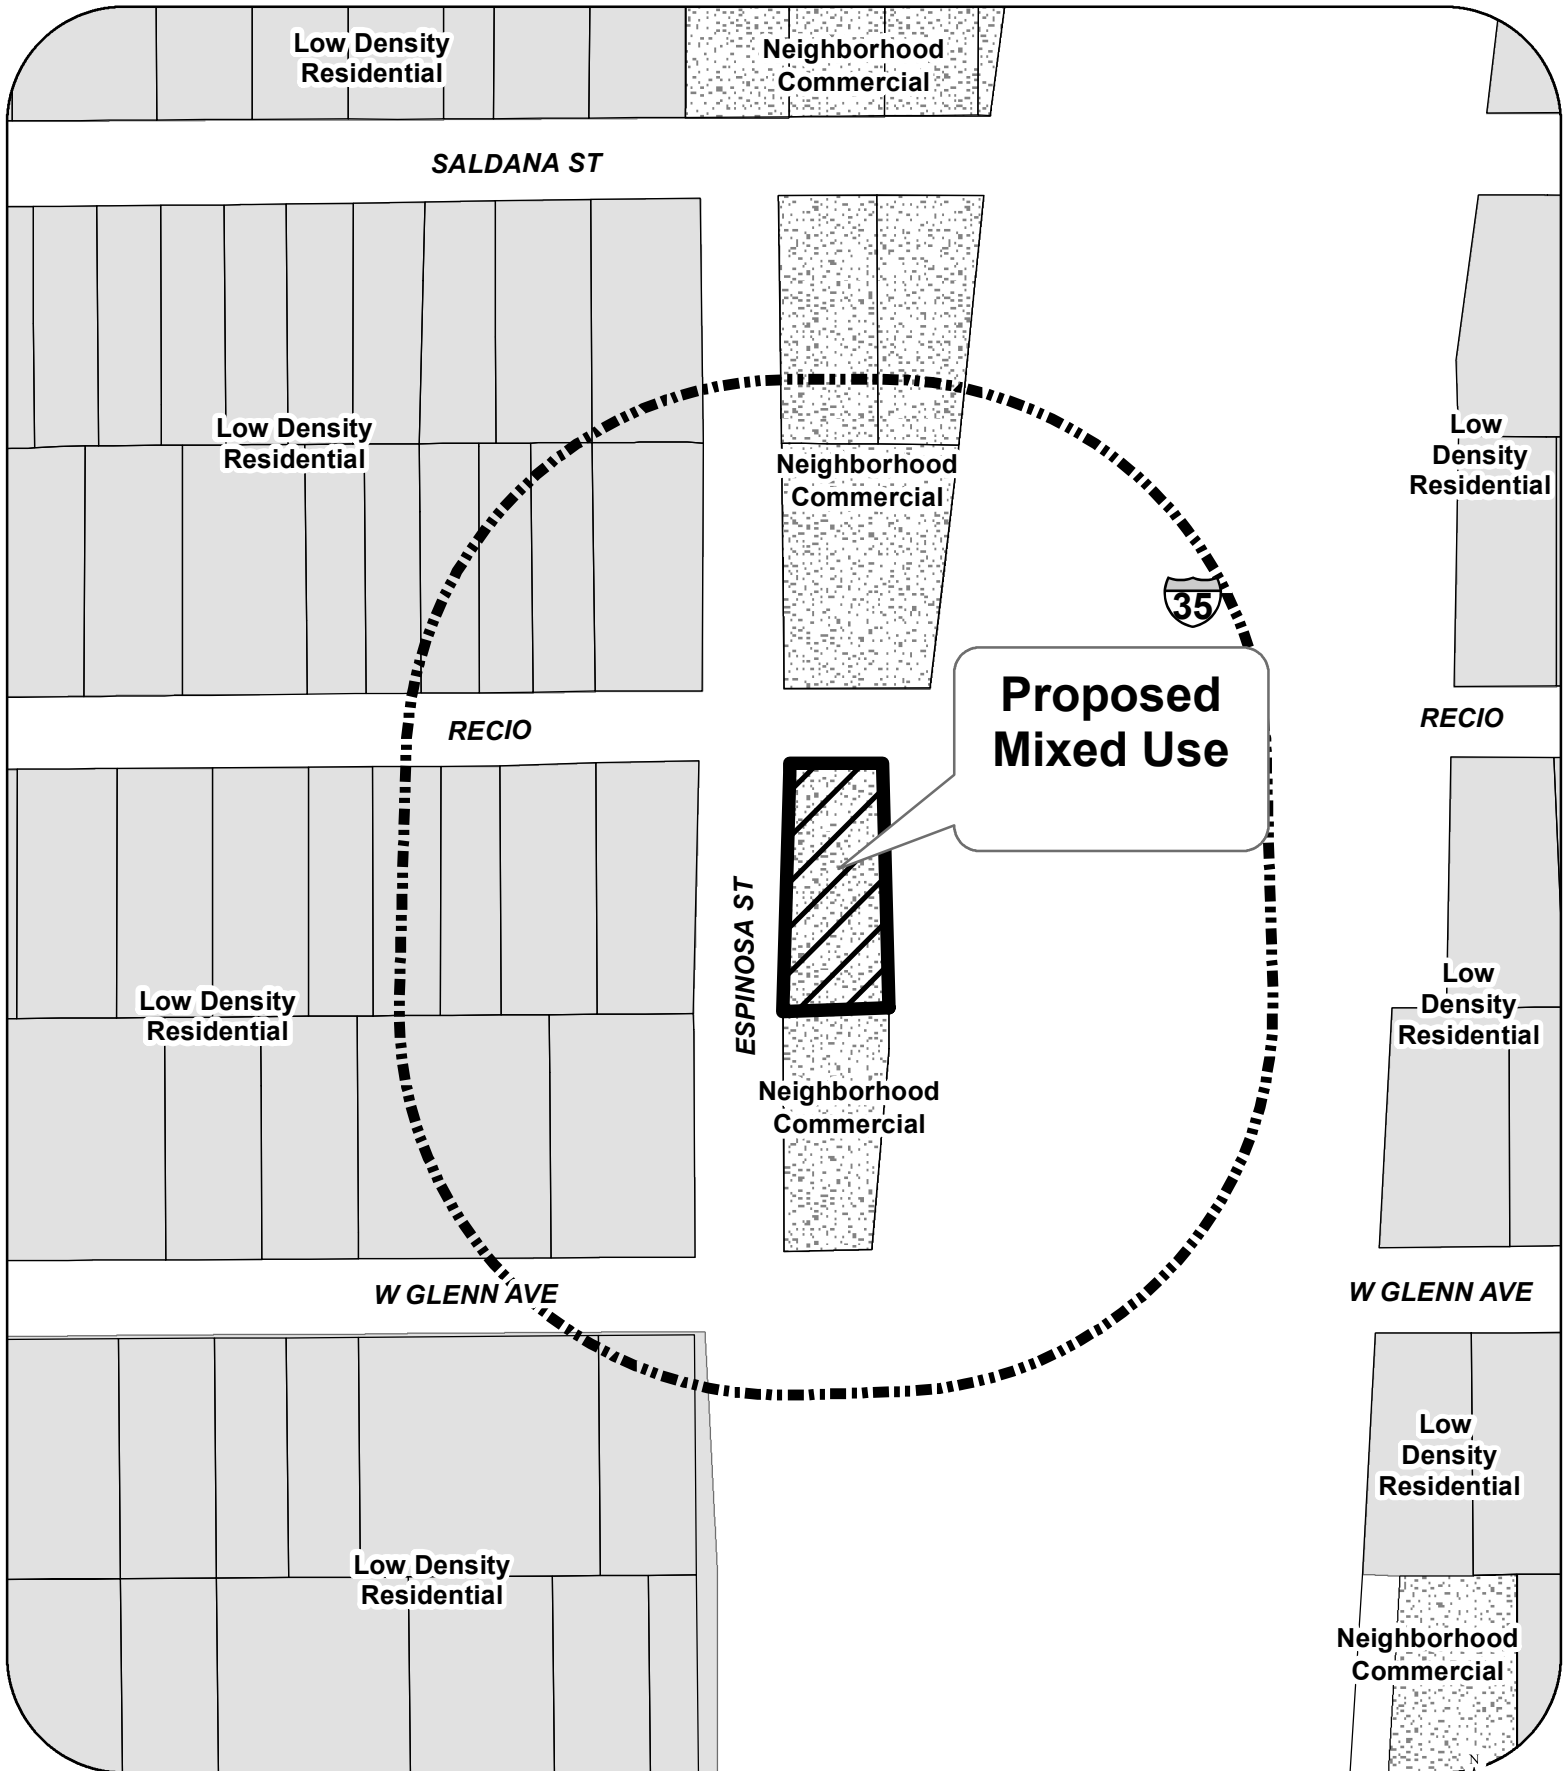 Low Density
Residential
Neighborhood
Commercial
SALDANA ST
Low Density
Residential
Neighborhood
Commercial
Low
Density
Residential
35
Proposed
Mixed Use
RECIO
RECIO
ESPINOSA ST
Low Density
Residential
Low
Density
Residential
Neighborhood
Commercial
W GLENN AVE
W GLENN AVE
Low
Density
Residential
Low Density
Residential
Neighborhood
Commercial
N